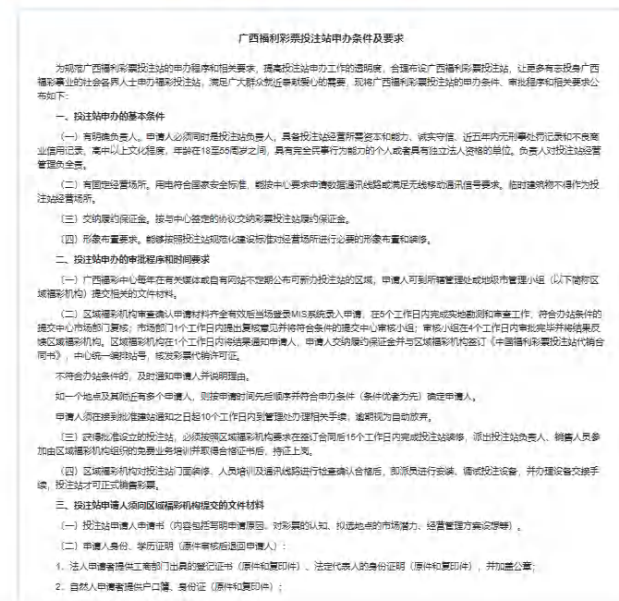 广西福利彩票投注站申办条件及要求
为规范广西福利彩票投注站的申办程序和相关要求，提高投注站申办工作的透明度，合理布设广西福利彩票投注站，让更多有志投身广西
福彩事业的社会各界人士申办福彩投注站，满足广大群众就近奉献爱心的需要，现将广西福利彩票投注站的申办条件、审批程序和相关要求公
布如下：
一、投注站申办的基本条件
（一）有明确负责人。申请人必须同时是投注站负责人。具备投注站经营所需资本和能力、诚实守信、近五年内无刑事处罚记录和不良商
业信用记录、高中以上文化程度，年龄在18至55周岁之间，具有完全民事行为能力的个人或者具有独立法人资格的单位。负责人对投注站经营
管理负全责。
（二）有固定经营场所。用电符合国家安全标准，能按中心要求申请数据通讯线路或满足无线移动通讯信号要求。临时建筑物不得作为投
注站经营场所。
（三）交纳履约保证金。按与中心签定的协议交纳彩票投注站履约保证金。
（四）形象布置要求。能够按照投注站规范化建设标准对经营场所进行必要的形象布置和装修。
二、投注站申办的审批程序和时间要求
（一）广西福彩中心每年在有关媒体或自有网站不定期公布可新办投注站的区域，申请人可到所辖管理处或地级市管理小组（以下简称区
域福彩机构）提交相关的文件材料。
（二）区域福彩机构审查确认申请材料齐全有效后当场登录MIS系统录入申请，在5个工作日内完成实地勘测和审查工作，符合办站条件的
提交中心市场部门复核；市场部门1个工作日内提出复核意见并将符合条件的提交中心审核小组；审核小组在4个工作日内审批完毕并将结果反
馈区域福彩机构。区域福彩机构在1个工作日内将结果通知申请人，申请人交纳履约保证金并与区域福彩机构签订《中国福利彩票投注站代销合
同书》，中心统一编排站号，核发彩票代销许可证。
不符合办站条件的，及时通知申请人并说明理由。
如一个地点及其附近有多个申请人，则按申请时间先后顺序并符合申办条件（条件优者为先）确定申请人。
申请人须在接到批准建站通知之日起10个工作日内到管理处办理相关手续，逾期视为自动放弃。
（三）获得批准设立的投注站，必须按照区域福彩机构要求在签订合同后15个工作日内完成投注站装修，派出投注站负责人、销售人员参
加由区域福彩机构组织的免费业务培训并取得合格证书后，持证上岗。
（四）区域福彩机构对投注站门面装修、人员培训及通讯线路进行检查确认合格后，即派员进行安装、调试投注设备，并办理设备交接手
续，投注站才可正式销售彩票。
三、投注站申请人须向区域福彩机构提交的文件材料
（一）投注站申请人申请书（内容包括写明申请原因、对彩票的认知、拟选地点的市场潜力、经营管理方案设想等）。
（二）申请人身份、学历证明（原件审核后退回申请人）：
1．法人申请者提供工商部门出具的登记证书（原件和复印件）、法定代表人的身份证明（原件和复印件），并加盖公章；
2．自然人申请者提供户口簿、身份证（原件和复印件）；